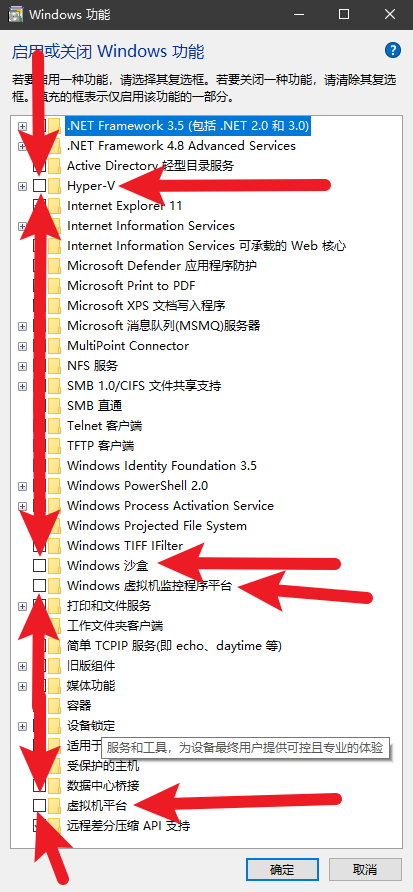 Windows 功能
启用或关闭 Windows 功能
若要启用一种功能，请选择其复选框。若要关闭一种功能，请清除其复选
框。填充的框表示仅启用该功能的一部分。
.NET Framework 3.5 (包括 .NET 2.0 和 3.0)
.NET Framework 4.8 Advanced Services
Active Directory 轻型目录服务
Hyper-V
Internet Explorer 11
Internet Information Services
Internet Information Services 可承载的 Web 核心
Microsoft Defender 应用程序防护
Microsoft Print to PDF
Microsoft XPS 文档写入程序
Microsoft 消息队列(MSMQ)服务器
MultiPoint Connector
NFS 服务
SMB 1.0/CIFS 文件共享支持
SMB 直通
Telnet 客户端
TFTP 客户端
Windows Identity Foundation 3.5
Windows PowerShell 2.0
Windows Process Activation Service
Windows Projected File System
Windows TIFF IFilter
Windows 沙盒
Windows 虚拟机监控程序平台
打印和文件服务
工作文件夹客户端
简单 TCPIP 服务(即 echo、daytime 等)
旧版组件
媒体功能
容器
设备锁定
适用于
服务和工具，为设备最终用户提供可控且专业的体验
受保护的主机
数据中心桥接
虚拟机平台
远程差分压缩 API 支持
确定
取消